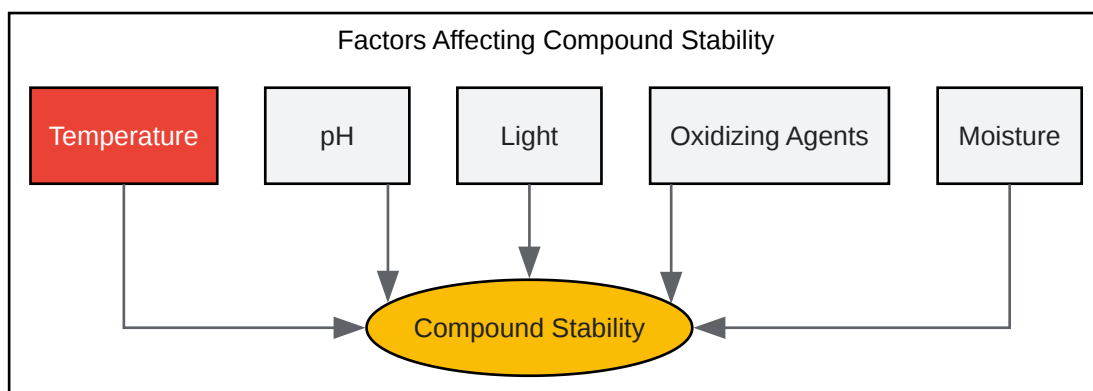 Factors Affecting Compound Stability
Temperature
pH
Light
Oxidizing Agents
Moisture
Compound Stability